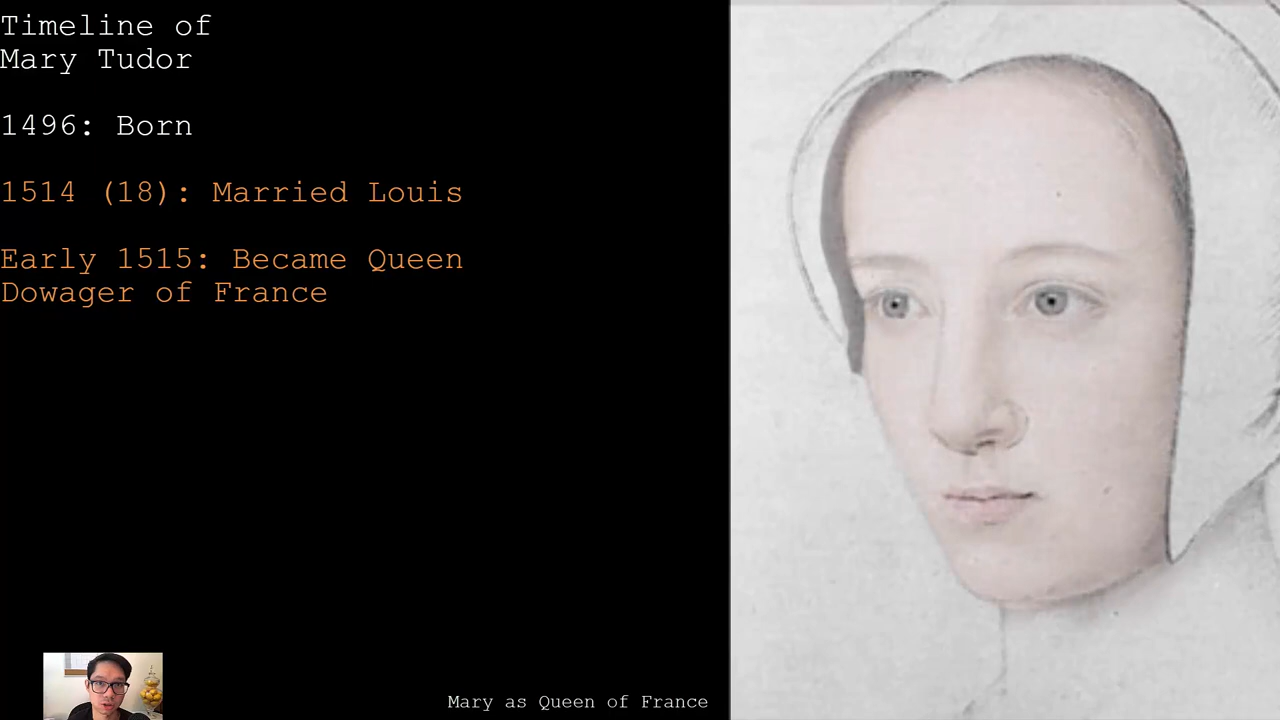 Timeline of
Mary Tudor
1496: Born
1514 (18): Married Louis
Early 1515: Became Queen
Dowager of France
Mary as Queen of France